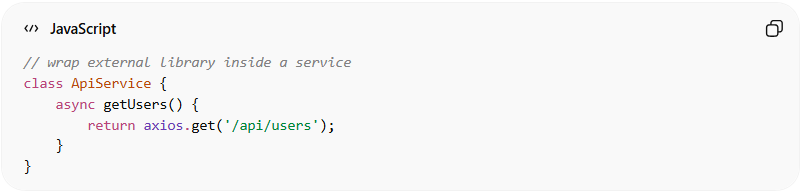 </> JavaScript
// wrap external library inside a service
class ApiService {
    async getUsers() {
        return axios.get('/api/users');
    }
}